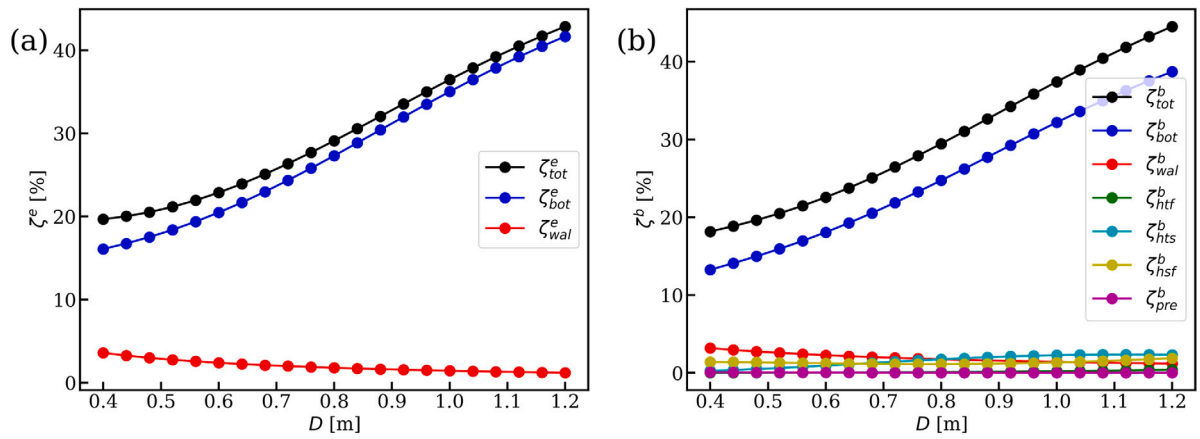 (a)
40
30
20
10
0
ζ^e [%]
0.4 0.5 0.6 0.7 0.8 0.9 1.0 1.1 1.2
D [m]
ζ^e_tot
ζ^e_bot
ζ^e_wal
(b)
40
30
20
10
0
ζ^b [%]
0.4 0.5 0.6 0.7 0.8 0.9 1.0 1.1 1.2
D [m]
ζ^b_tot
ζ^b_bot
ζ^b_wal
ζ^b_htf
ζ^b_hts
ζ^b_hsf
ζ^b_pre